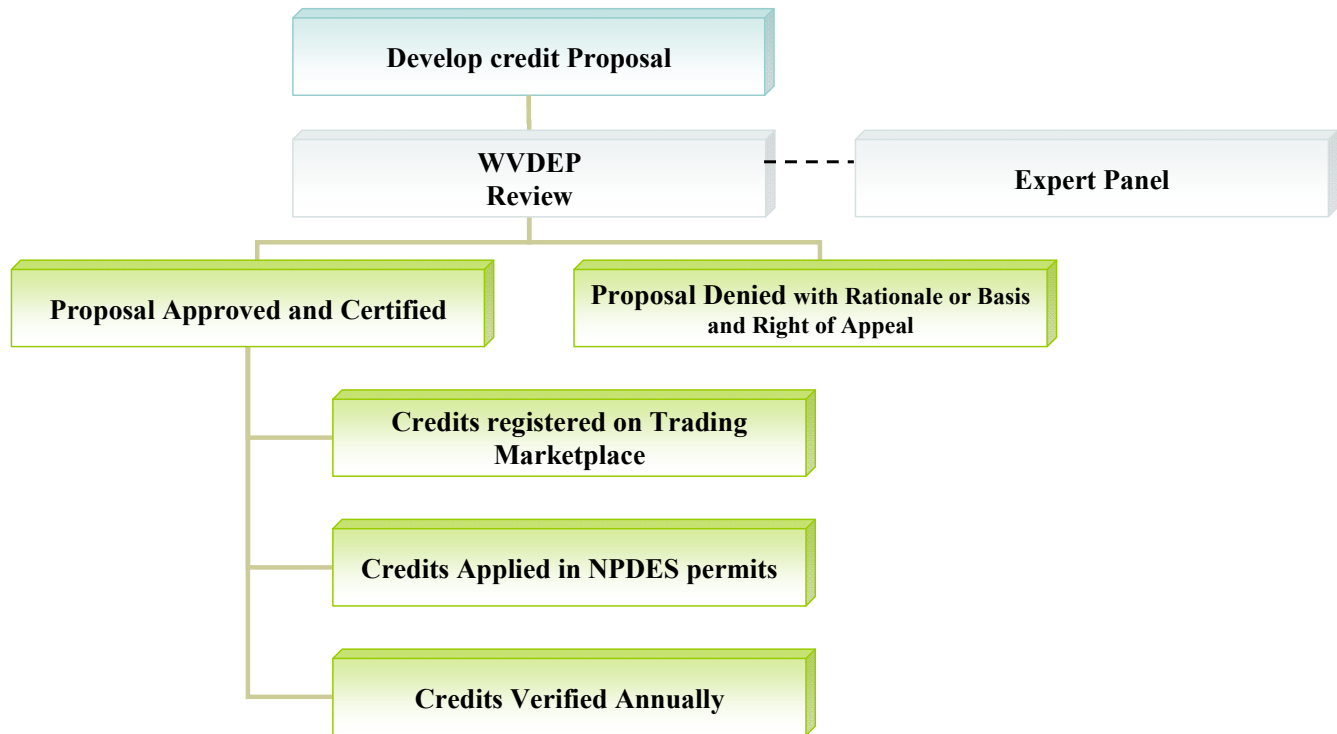 Develop credit Proposal
WVDEP
Review
Expert Panel
Proposal Approved and Certified
Proposal Denied with Rationale or Basis
and Right of Appeal
Credits registered on Trading
Marketplace
Credits Applied in NPDES permits
Credits Verified Annually